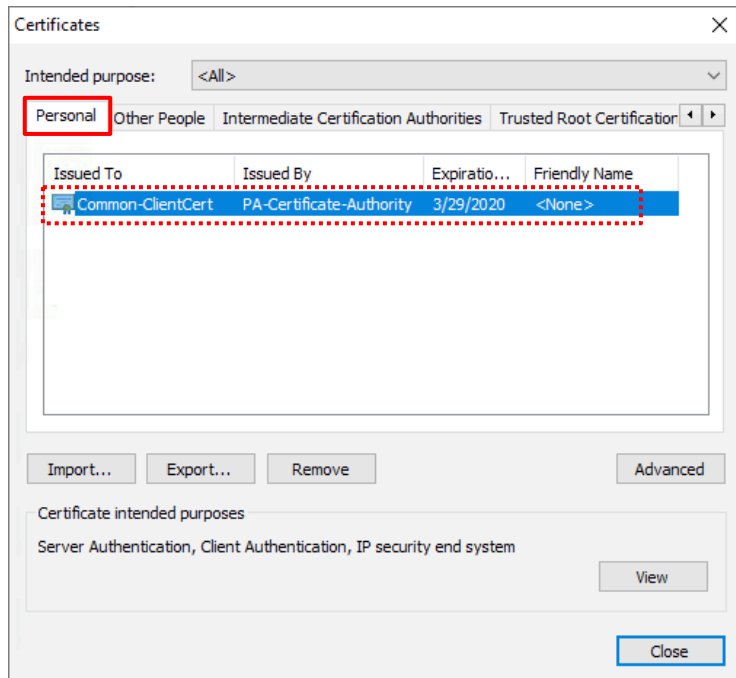 Certificates
Intended purpose: <All>
Personal Other People Intermediate Certification Authorities Trusted Root Certification
Issued To Issued By Expiratio... Friendly Name
Common-ClientCert PA-Certificate-Authority 3/29/2020 <None>
Import... Export... Remove Advanced
Certificate intended purposes
Server Authentication, Client Authentication, IP security end system
View
Close